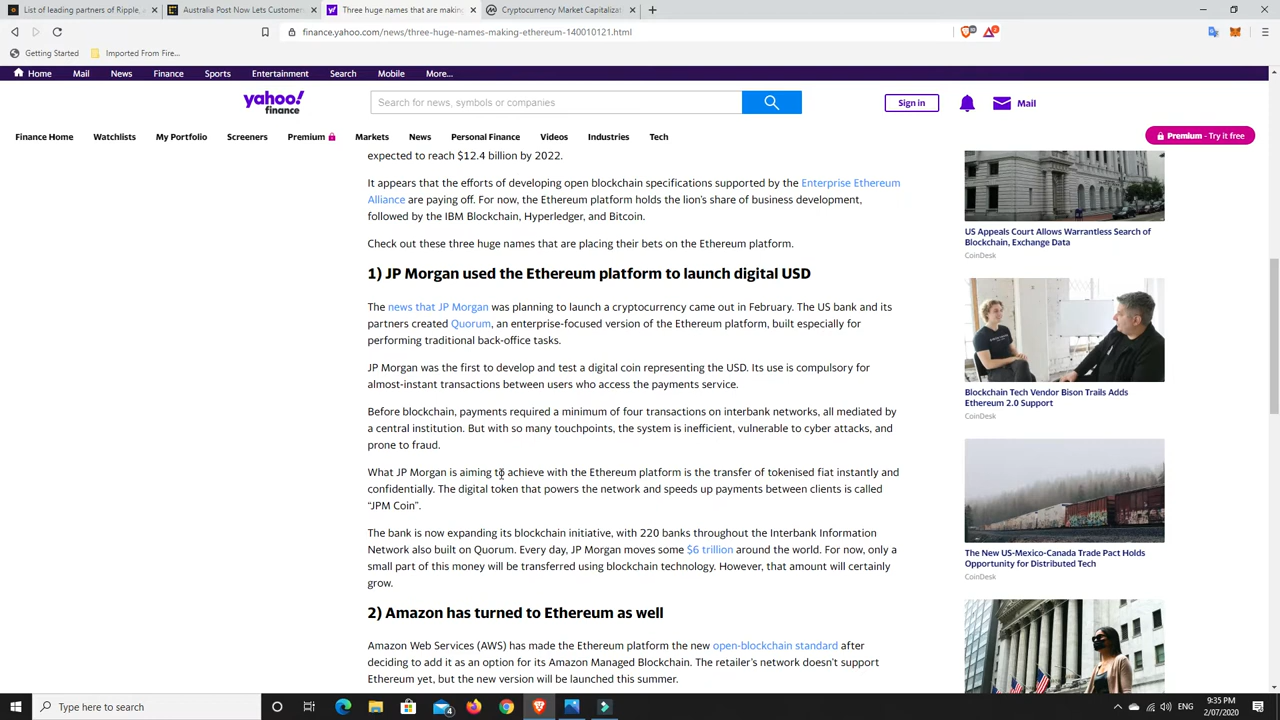 List of leading partners of Ripple,
Australia Post Now Lets Customer
Three huge names that are making
Cryptocurrency Market Capitalizat
finance.yahoo.com/news/three-huge-names-making-ethereum-140010121.html
Getting Started
Imported From Fire...
Home Mail News Finance Sports Entertainment Search Mobile More...
yahoo!
finance
Search for news, symbols or companies
Sign in
Mail
Finance Home Watchlists My Portfolio Screeners Premium Markets News Personal Finance Videos Industries Tech
Premium - Try it free
expected to reach $12.4 billion by 2022.
It appears that the efforts of developing open blockchain specifications supported by the Enterprise Ethereum
Alliance are paying off. For now, the Ethereum platform holds the lion's share of business development,
followed by the IBM Blockchain, Hyperledger, and Bitcoin.
Check out these three huge names that are placing their bets on the Ethereum platform.
1) JP Morgan used the Ethereum platform to launch digital USD
The news that JP Morgan was planning to launch a cryptocurrency came out in February. The US bank and its
partners created Quorum, an enterprise-focused version of the Ethereum platform, built especially for
performing traditional back-office tasks.
JP Morgan was the first to develop and test a digital coin representing the USD. Its use is compulsory for
almost-instant transactions between users who access the payments service.
Before blockchain, payments required a minimum of four transactions on interbank networks, all mediated by
a central institution. But with so many touchpoints, the system is inefficient, vulnerable to cyber attacks, and
prone to fraud.
What JP Morgan is aiming to achieve with the Ethereum platform is the transfer of tokenised fiat instantly and
confidentially. The digital token that powers the network and speeds up payments between clients is called
“JPM Coin”.
The bank is now expanding its blockchain initiative, with 220 banks throughout the Interbank Information
Network also built on Quorum. Every day, JP Morgan moves some $6 trillion around the world. For now, only a
small part of this money will be transferred using blockchain technology. However, that amount will certainly
grow.
2) Amazon has turned to Ethereum as well
Amazon Web Services (AWS) has made the Ethereum platform the new open-blockchain standard after
deciding to add it as an option for its Amazon Managed Blockchain. The retailer's network doesn't support
Ethereum yet, but the new version will be launched this summer.
US Appeals Court Allows Warrantless Search of
Blockchain, Exchange Data
CoinDesk
Blockchain Tech Vendor Bison Trails Adds
Ethereum 2.0 Support
CoinDesk
The New US-Mexico-Canada Trade Pact Holds
Opportunity for Distributed Tech
CoinDesk
Type here to search
ENG
9:35 PM
2/07/2020